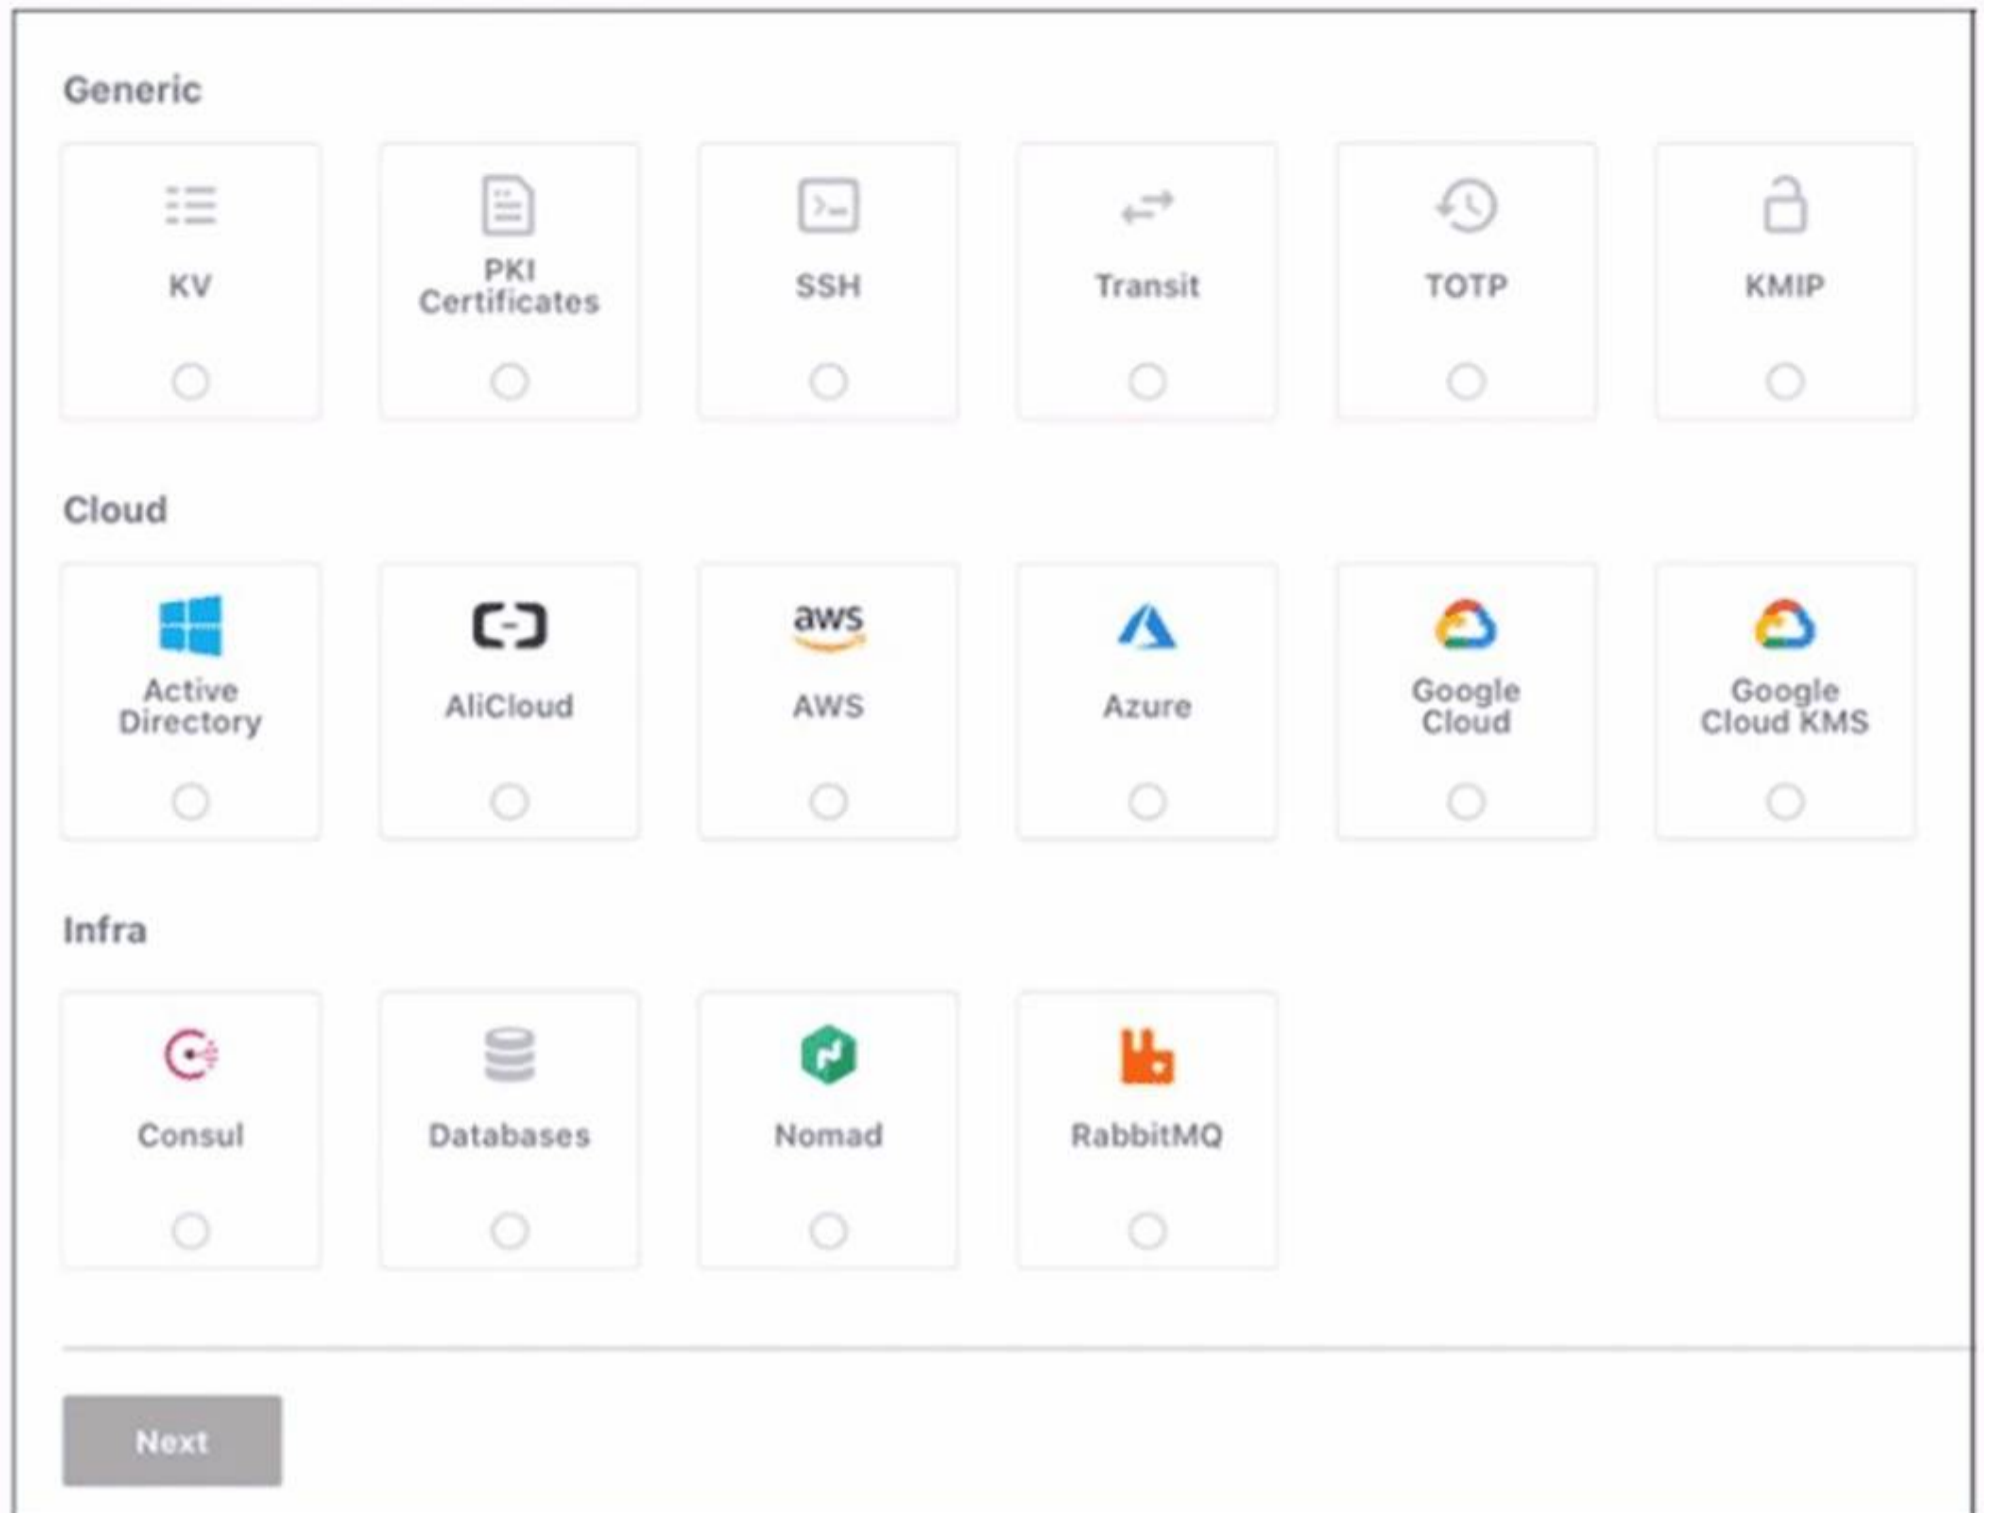 Generic
KV
PKI
Certificates
SSH
Transit
TOTP
KMIP
Cloud
Active
Directory
AliCloud
aws
AWS
Azure
Google
Cloud
Google
Cloud KMS
Infra
Consul
Databases
Nomad
RabbitMQ
Next